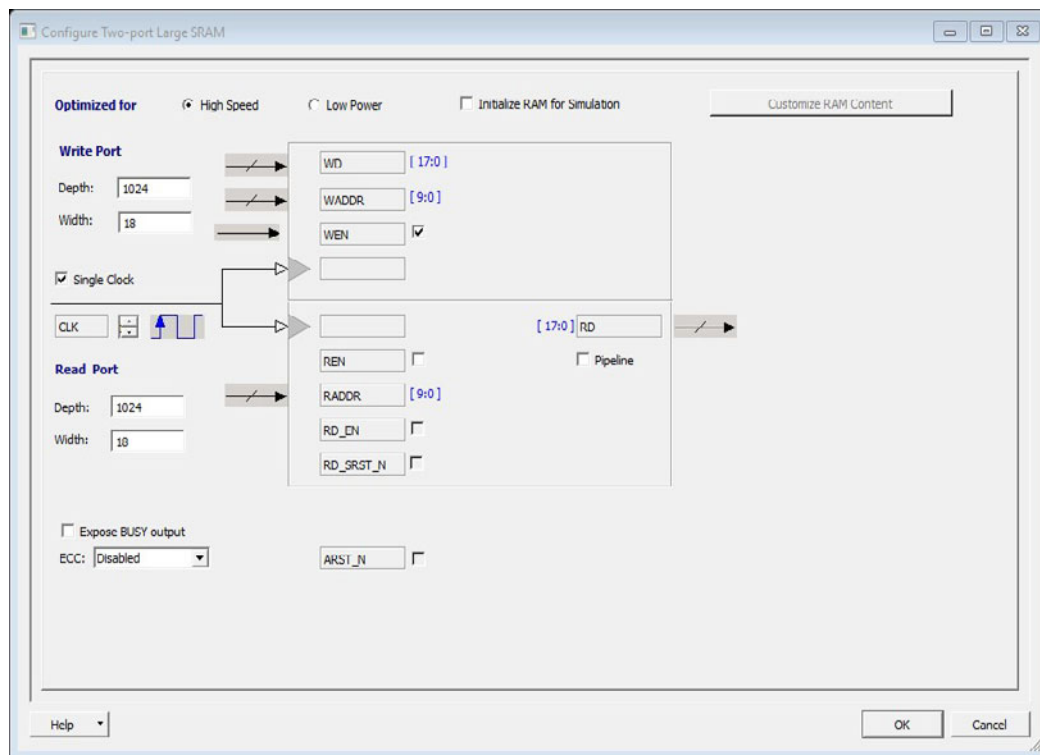 Configure Two-port Large SRAM
Optimized for High Speed Low Power Initialize RAM for Simulation Customize RAM Content
Write Port
WD [ 17:0 ]
Depth: 1024
WADDR [ 9:0 ]
Width: 18
WEN
Single Clock
CLK
[ 17:0 ] RD
REN Pipeline
Read Port
RADDR [ 9:0 ]
Depth: 1024
RD_EN
Width: 18
RD_SRST_N
Expose BUSY output
ECC: Disabled ARST_N
Help OK Cancel